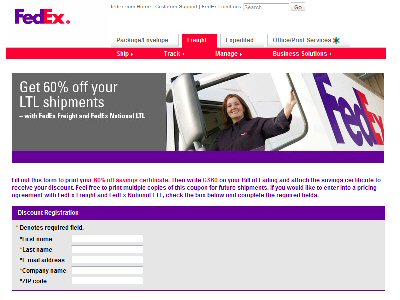 FedEx.
fedex.com Home | Customer Support | FedEx Locations Search Go
Package/Envelope Freight Expedited Office/Print Services
Ship Track Manage Business Solutions
Get 60% off your
LTL shipments
– with FedEx Freight and FedEx National LTL
FedEx
Fill out this form to print your 60% off savings certificate. Then write on your Bill of Lading and attach the savings certificate to
receive your discount. Feel free to print multiple copies of this coupon for future shipments. If you would like to enter into a pricing
agreement with FedEx Freight and FedEx National LTL, check the box below and complete the required fields.
Discount Registration
* Denotes required field.
*First name
*Last name
*E-mail address
*Company name
*ZIP code